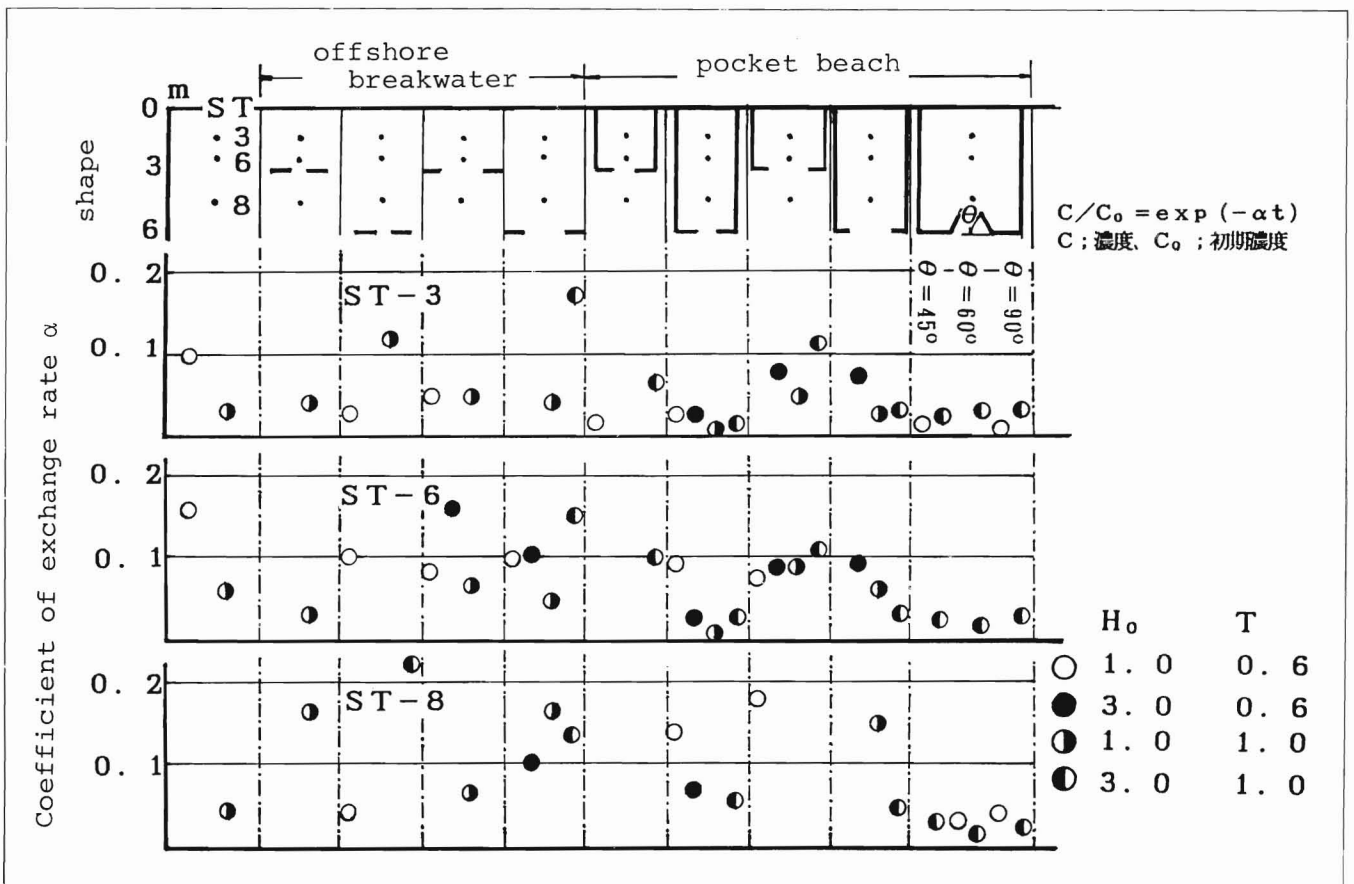 offshore
breakwater
pocket beach
m
0
ST
3
3
6
8
6
shape
θ
C/C₀ = exp (-αt)
C ; 濃度、C₀ ; 初期濃度
0. 2
ST-3
0. 1
θ = 45° - θ = 60° - θ = 90°
0. 2
ST-6
0. 1
0. 2
ST-8
0. 1
Coefficient of exchange rate α
H₀ T
○ 1. 0 0. 6
● 3. 0 0. 6
◑ 1. 0 1. 0
◐ 3. 0 1. 0